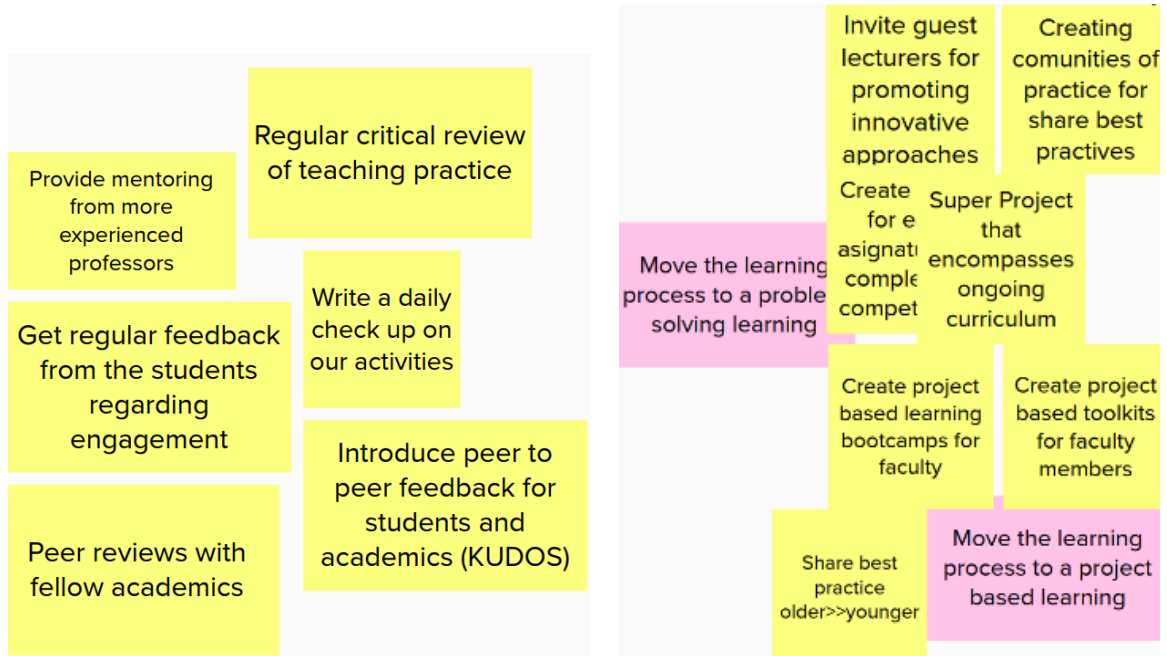 Regular critical review
of teaching practice
Provide mentoring
from more
experienced
professors
Write a daily
check up on
our activities
Get regular feedback
from the students
regarding
engagement
Introduce peer to
peer feedback for
students and
academics (KUDOS)
Peer reviews with
fellow academics
Invite guest
lecturers for
promoting
innovative
approaches
Creating
comunities of
practice for
share best
practives
Create
for
Super Project
that
encompasses
ongoing
curriculum
Move the learning
process to a proble
solving learning
Create project
based learning
bootcamps for
faculty
Create project
based toolkits
for faculty
members
Share best
practice
older>>younger
Move the learning
process to a project
based learning